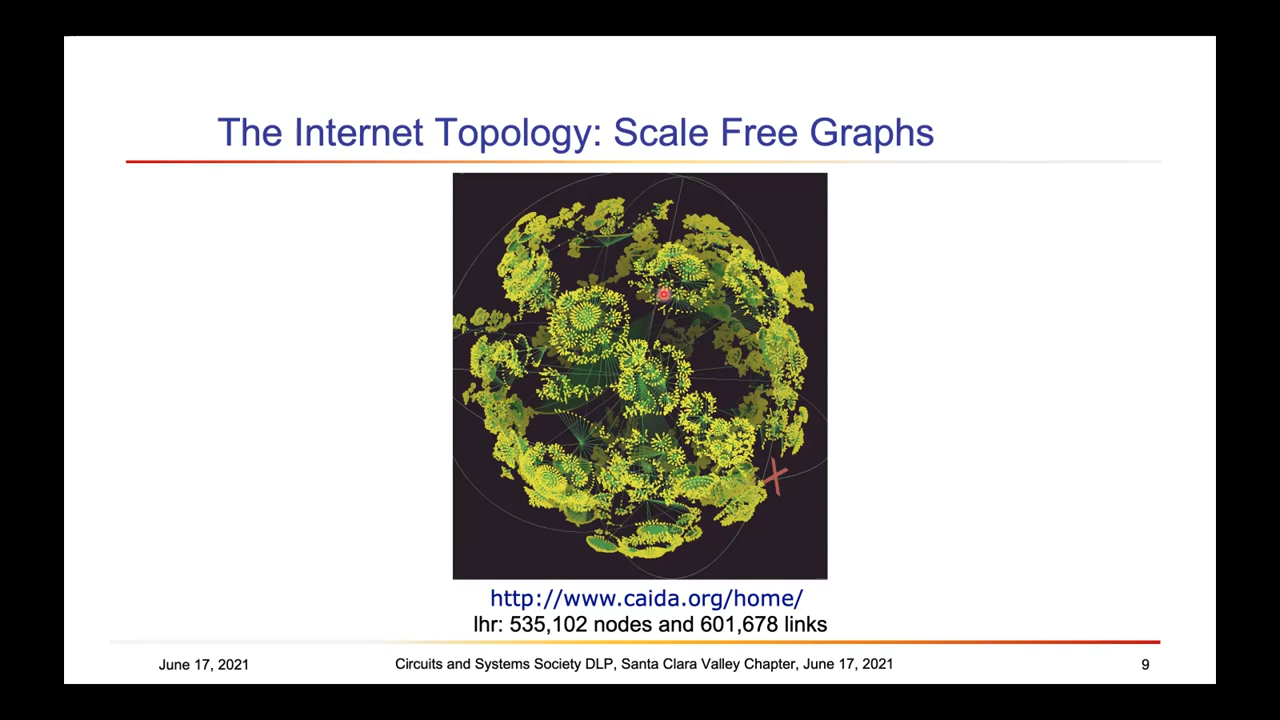 The Internet Topology: Scale Free Graphs
http://www.caida.org/home/
lhr: 535,102 nodes and 601,678 links
June 17, 2021
Circuits and Systems Society DLP, Santa Clara Valley Chapter, June 17, 2021
9